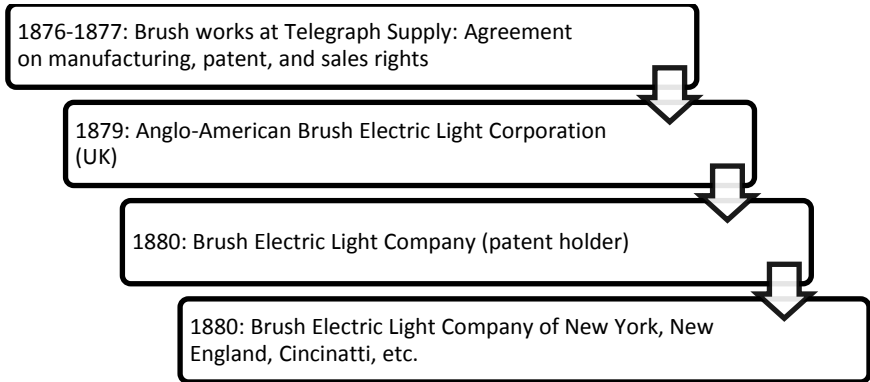 1876-1877: Brush works at Telegraph Supply: Agreement
on manufacturing, patent, and sales rights
1879: Anglo-American Brush Electric Light Corporation
(UK)
1880: Brush Electric Light Company (patent holder)
1880: Brush Electric Light Company of New York, New
England, Cincinatti, etc.